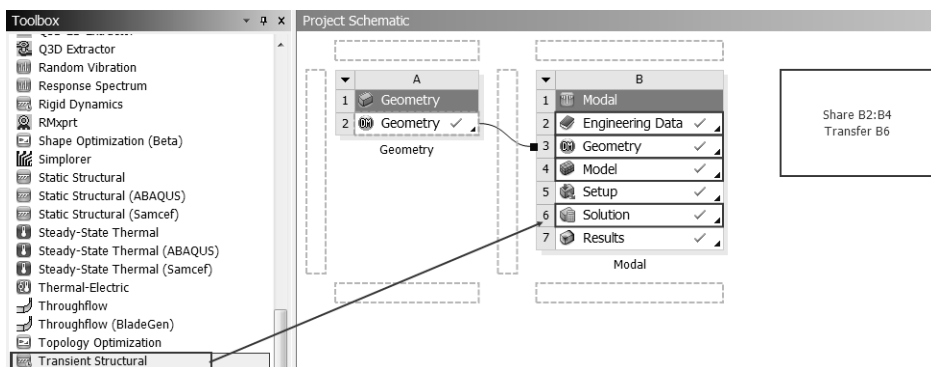 Toolbox
Q3D Extractor
Random Vibration
Response Spectrum
Rigid Dynamics
RMxprt
Shape Optimization (Beta)
Simplorer
Static Structural
Static Structural (ABAQUS)
Static Structural (Samcef)
Steady-State Thermal
Steady-State Thermal (ABAQUS)
Steady-State Thermal (Samcef)
Thermal-Electric
Throughflow
Throughflow (BladeGen)
Topology Optimization
Transient Structural
Project Schematic
A
1 Geometry
2 Geometry
Geometry
B
1 Modal
2 Engineering Data
3 Geometry
4 Model
5 Setup
6 Solution
7 Results
Modal
Share B2:B4
Transfer B6